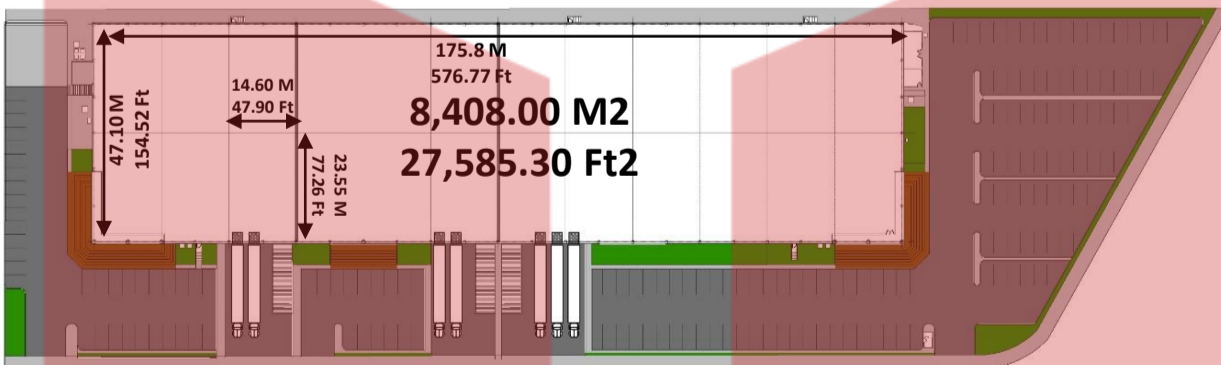 175.8 M
576.77 Ft
14.60 M
47.90 Ft
8,408.00 M2
27,585.30 Ft2
47.10 M
154.52 Ft
23.55 M
77.26 Ft